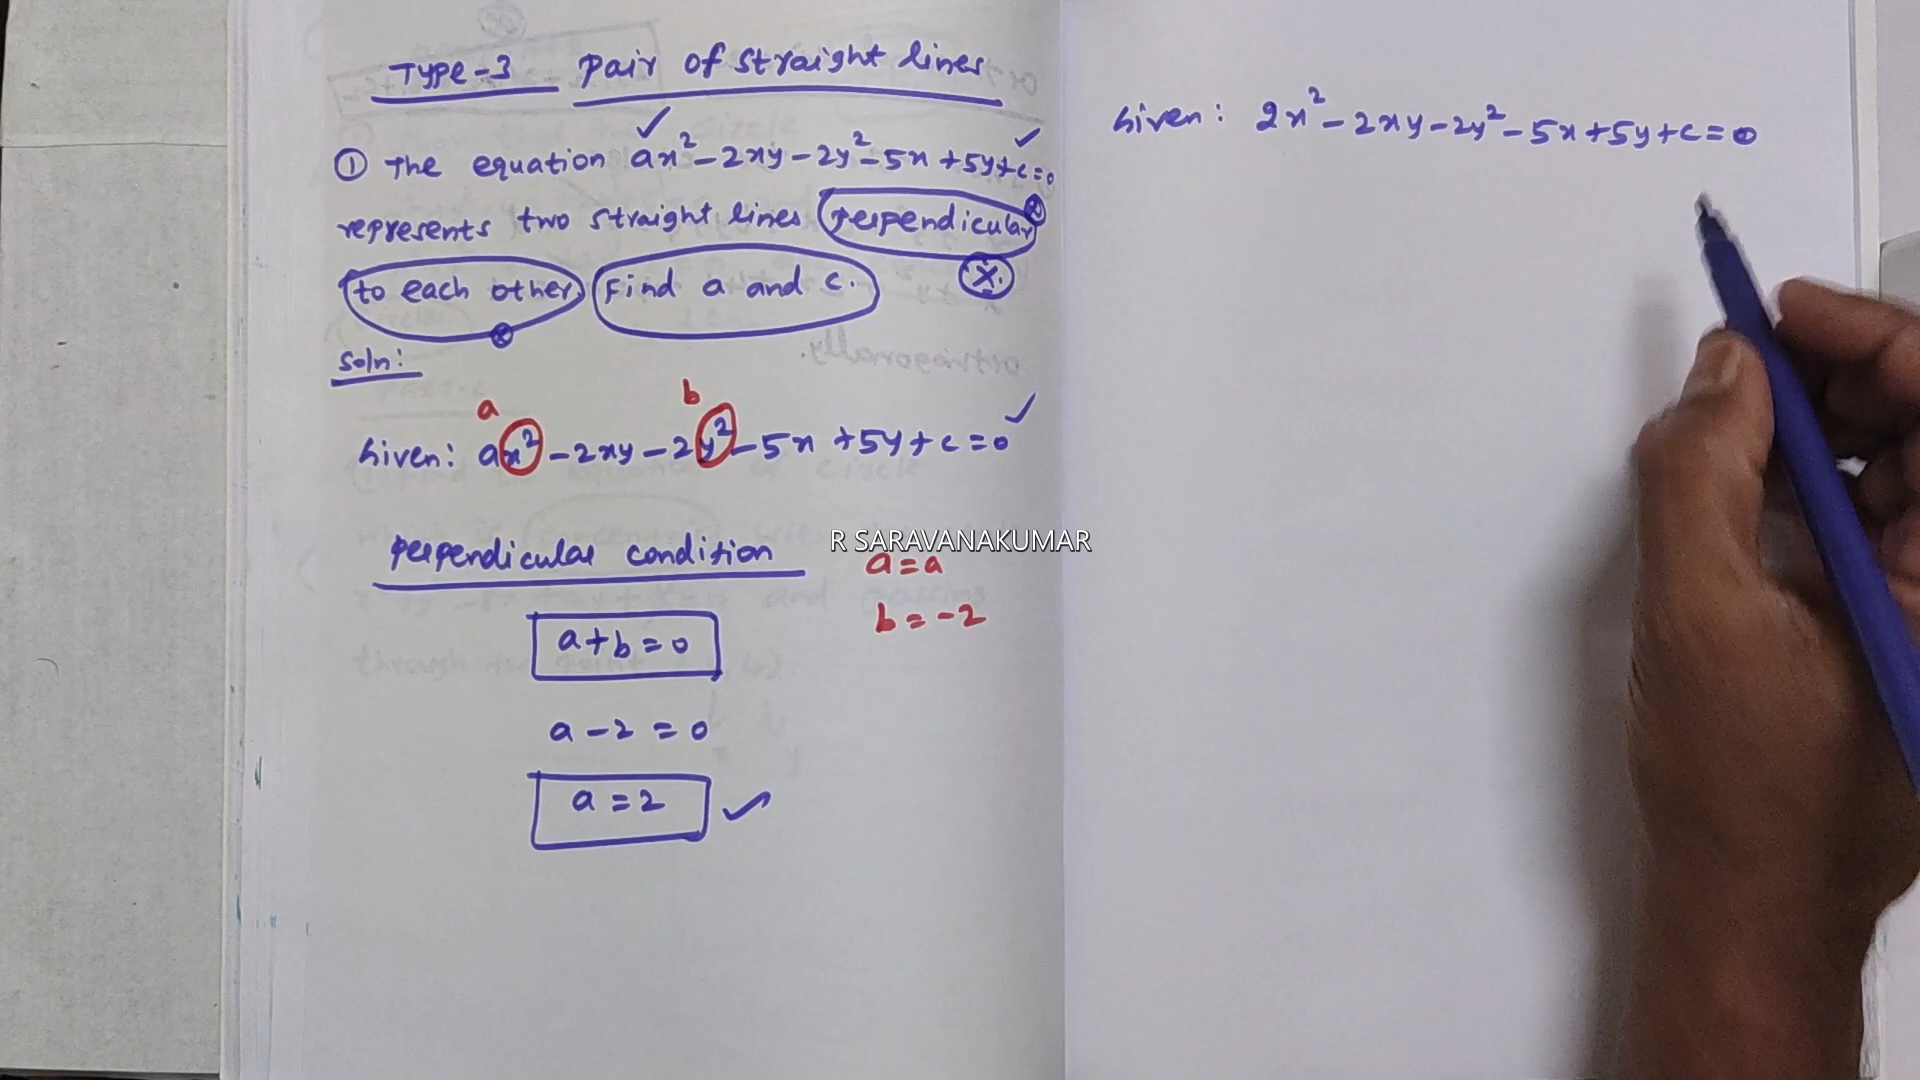 Type-3 pair of straight lines
① The equation ax²-2xy-2y²-5x+5y+c=0
represents two straight lines perpendicular
to each other. Find a and c.
Soln:
a b
Given: ax²-2xy-2y²-5x+5y+c=0
perpendicular condition
a=a
b=-2
a+b=0
a-2=0
a=2
Given: 2x²-2xy-2y²-5x+5y+c=0
R SARAVANAKUMAR